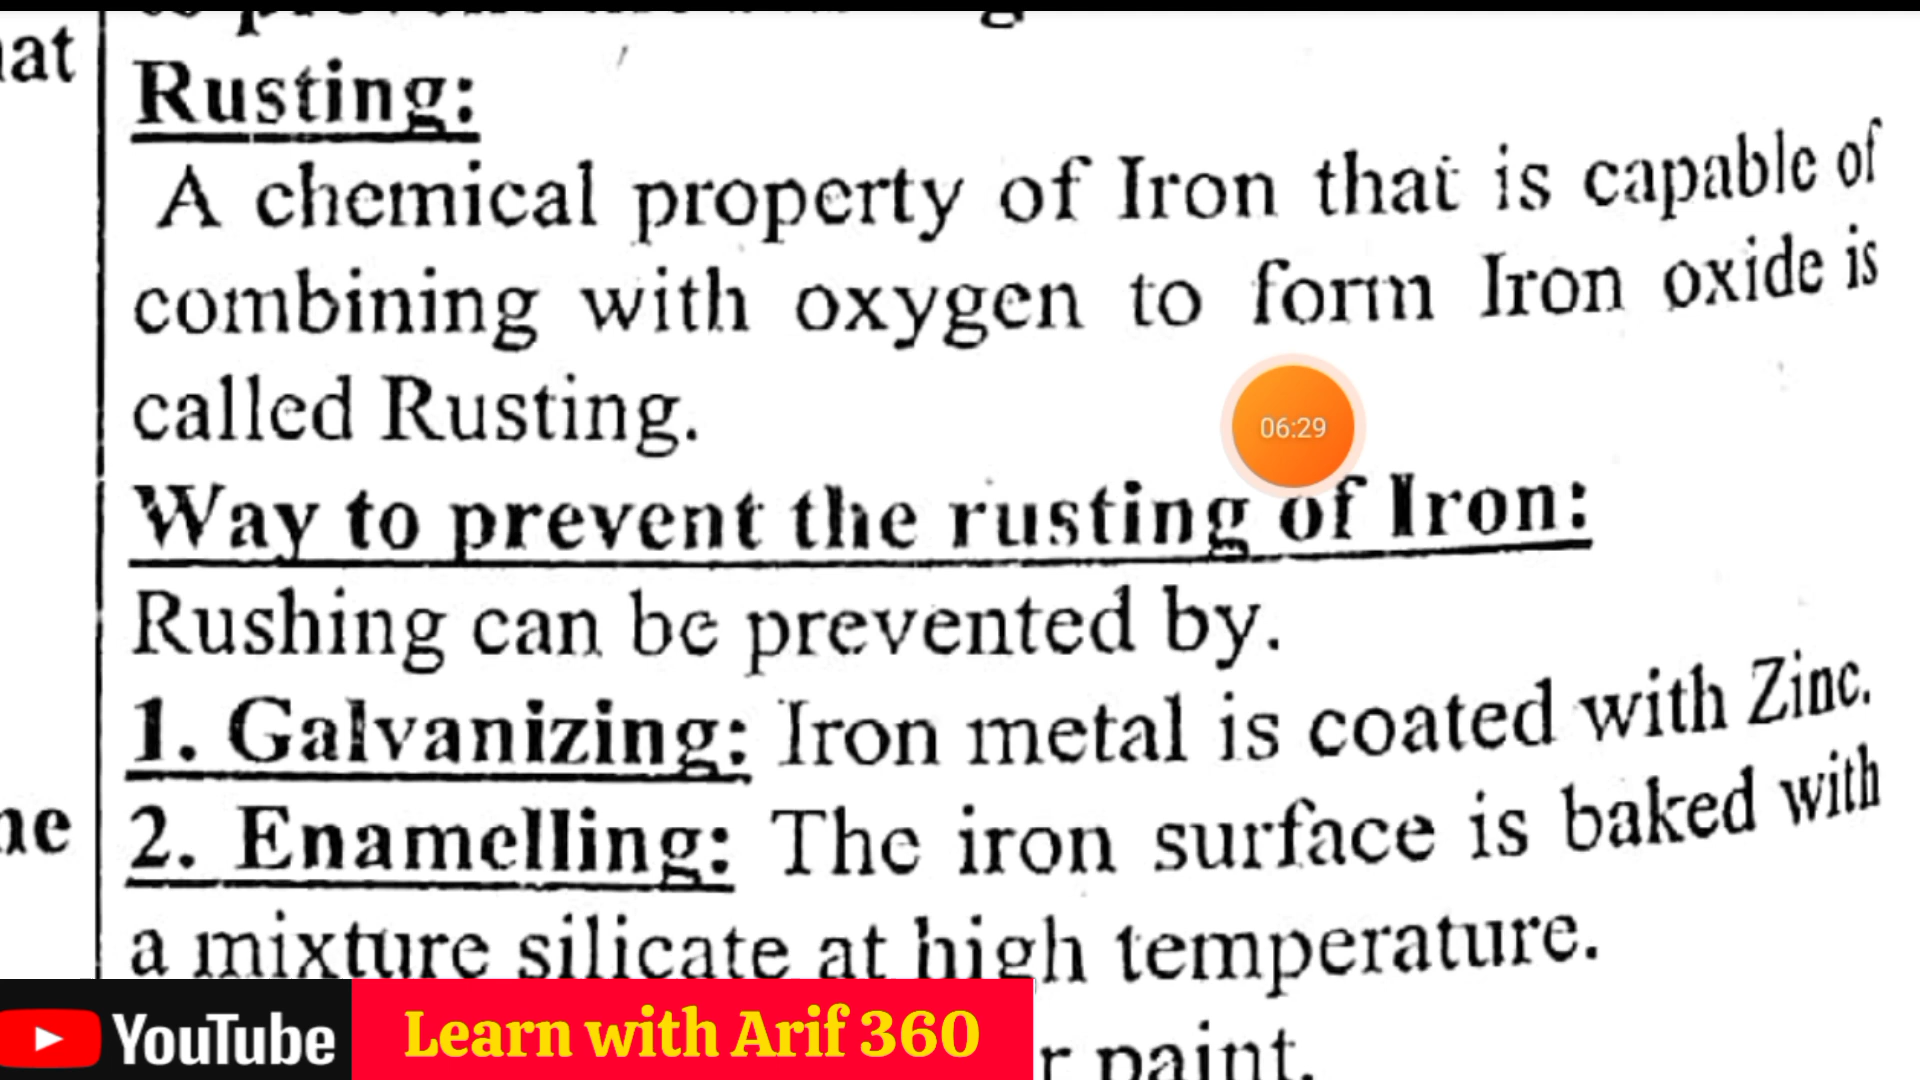 Rusting:
A chemical property of Iron that is capable of
combining with oxygen to form Iron oxide is
called Rusting.
06:29
Way to prevent the rusting of Iron:
Rushing can be prevented by.
1. Galvanizing: Iron metal is coated with Zinc.
2. Enamelling: The iron surface is baked with
a mixture silicate at high temperature.
paint.
YouTube
Learn with Arif 360